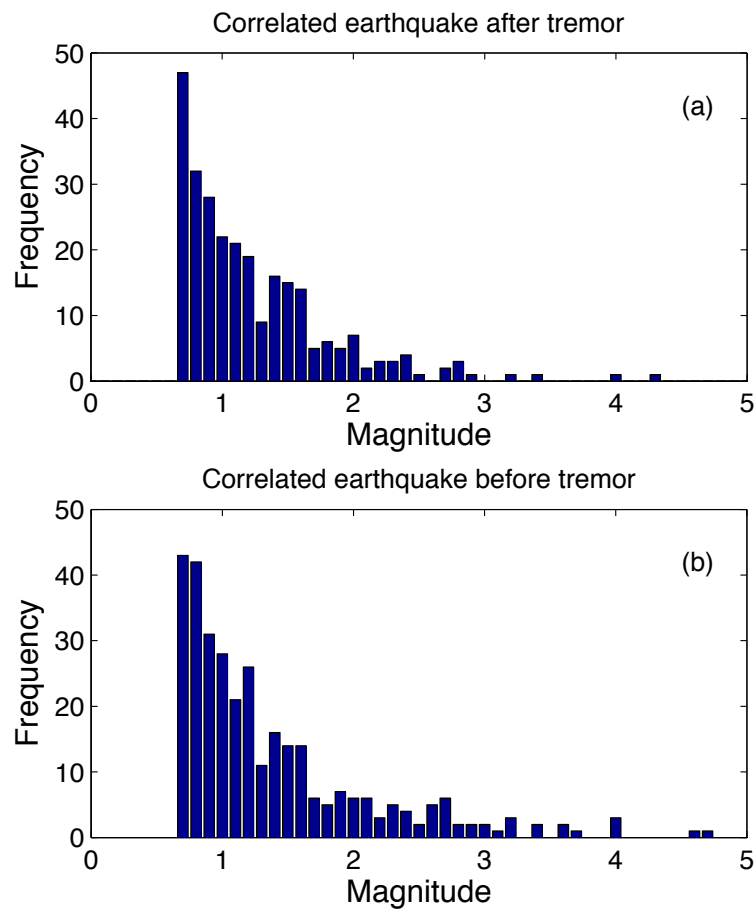 Correlated earthquake after tremor
50
40
30
20
10
0
Frequency
(a)
0 1 2 3 4 5
Magnitude
Correlated earthquake before tremor
50
40
30
20
10
0
Frequency
(b)
0 1 2 3 4 5
Magnitude